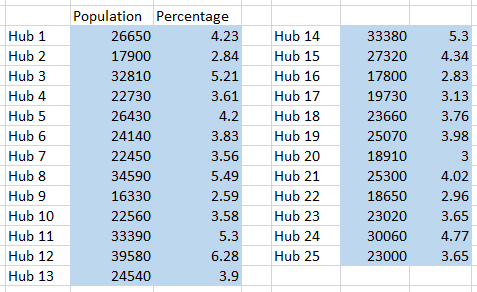 Population Percentage
Hub 1 26650 4.23 Hub 14 33380 5.3
Hub 2 17900 2.84 Hub 15 27320 4.34
Hub 3 32810 5.21 Hub 16 17800 2.83
Hub 4 22730 3.61 Hub 17 19730 3.13
Hub 5 26430 4.2 Hub 18 23660 3.76
Hub 6 24140 3.83 Hub 19 25070 3.98
Hub 7 22450 3.56 Hub 20 18910 3
Hub 8 34590 5.49 Hub 21 25300 4.02
Hub 9 16330 2.59 Hub 22 18650 2.96
Hub 10 22560 3.58 Hub 23 23020 3.65
Hub 11 33390 5.3 Hub 24 30060 4.77
Hub 12 39580 6.28 Hub 25 23000 3.65
Hub 13 24540 3.9